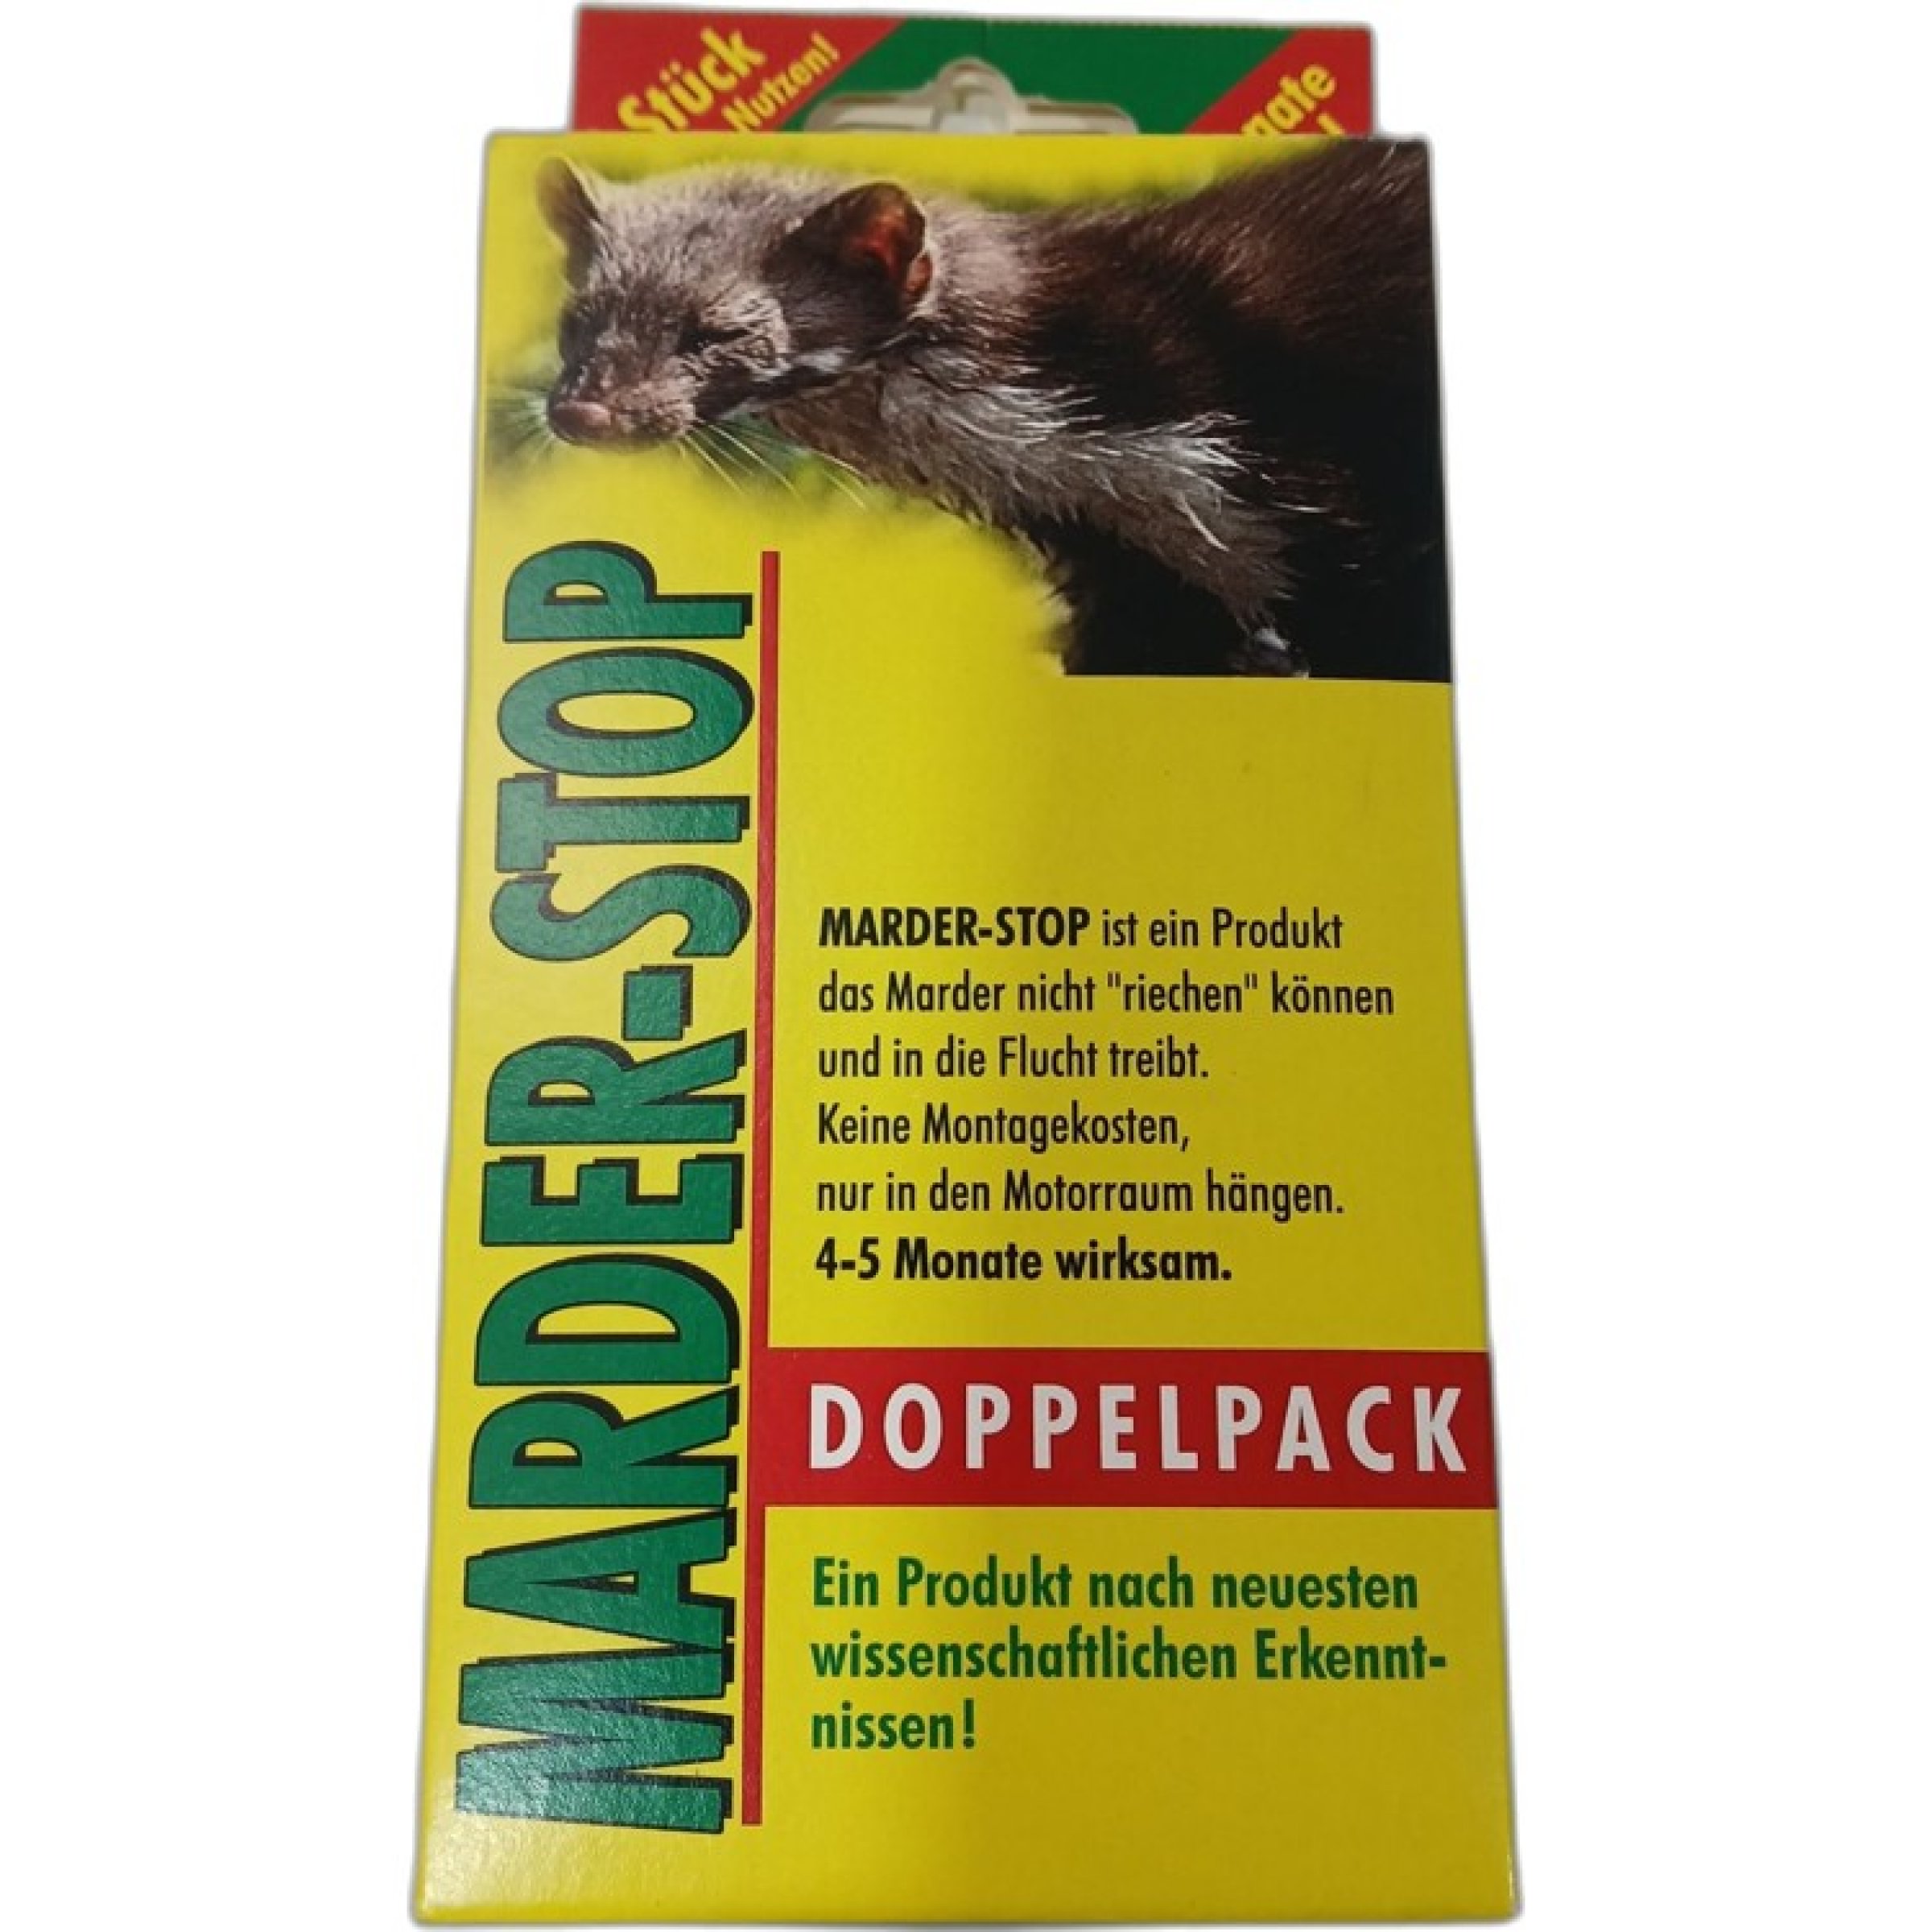 Stück
Nutzen!
MARDER-STOP
MARDER-STOP ist ein Produkt
das Marder nicht "riechen" können
und in die Flucht treibt.
Keine Montagekosten,
nur in den Motorraum hängen.
4-5 Monate wirksam.
DOPPELPACK
Ein Produkt nach neuesten
wissenschaftlichen Erkennt-
nissen!